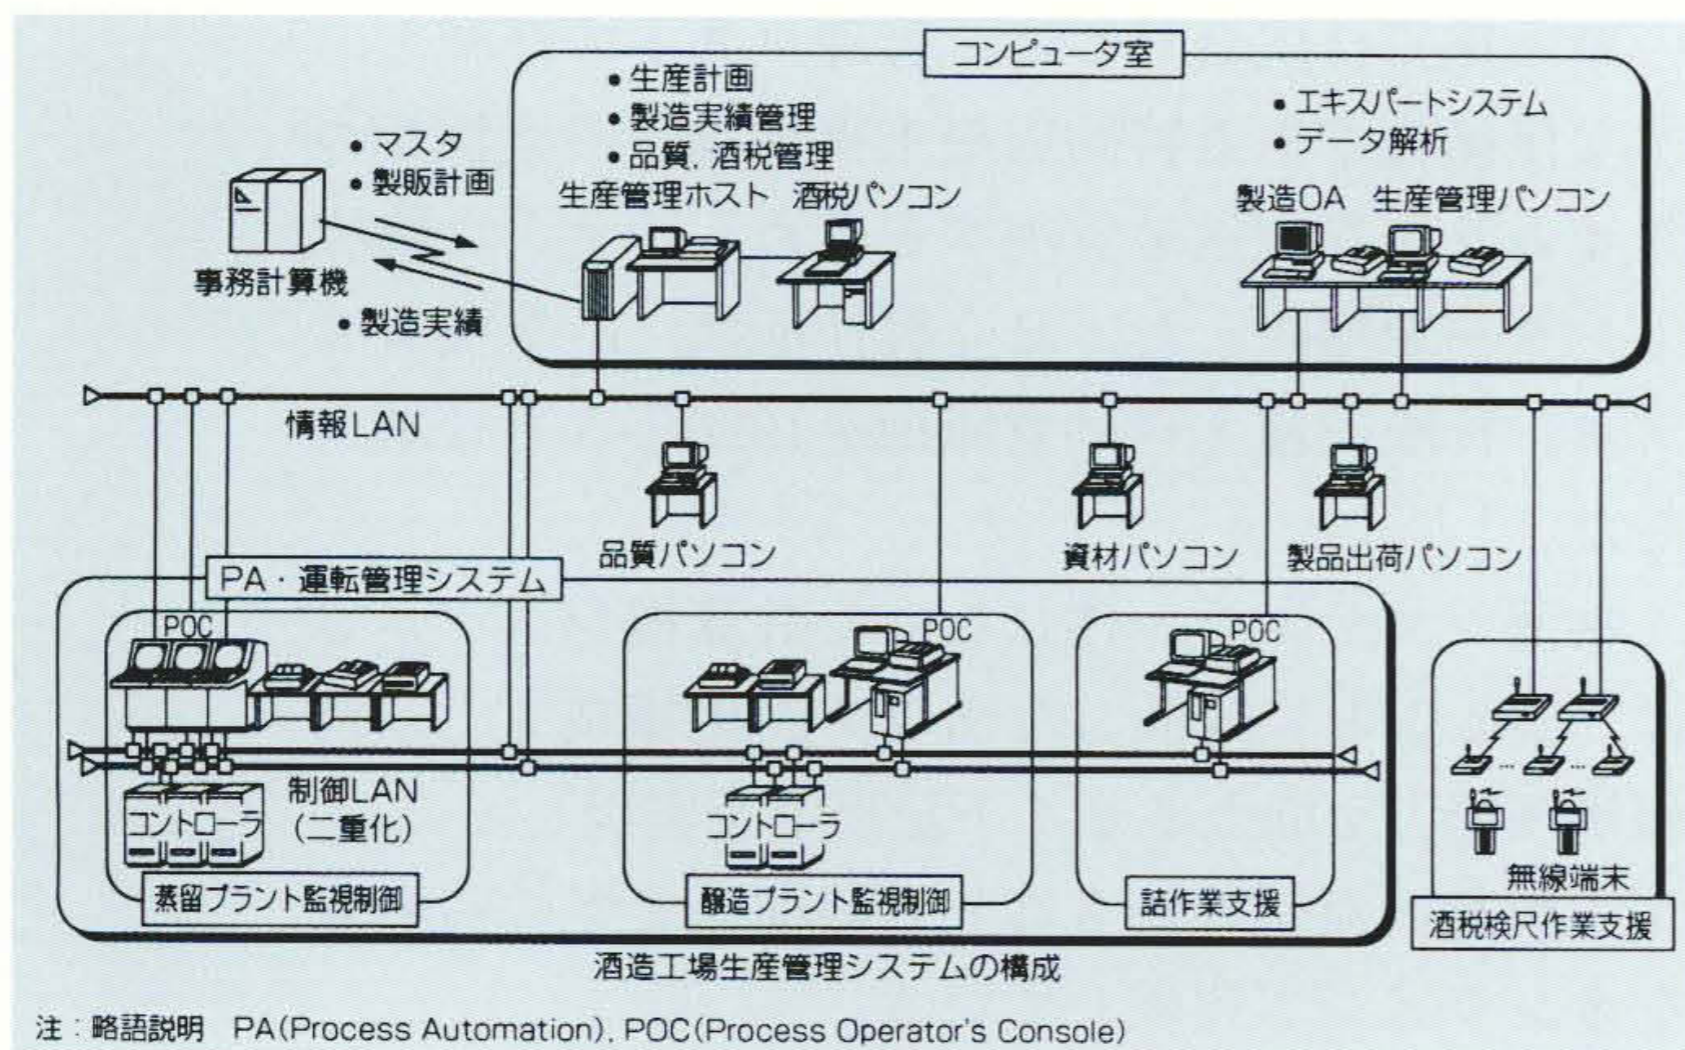 コンピュータ室
• 生産計画
• 製造実績管理
• 品質, 酒税管理
• エキスパートシステム
• データ解析
• マスタ
• 製販計画
生産管理ホスト 酒税パソコン
製造OA 生産管理パソコン
事務計算機
• 製造実績
情報LAN
品質パソコン
資材パソコン
製品出荷パソコン
PA・運転管理システム
POC
POC
POC
制御LAN
(二重化)
コントローラ
コントローラ
無線端末
蒸留プラント監視制御
醸造プラント監視制御
詰作業支援
酒税検尺作業支援
酒造工場生産管理システムの構成
注:略語説明 PA(Process Automation), POC(Process Operator's Console)